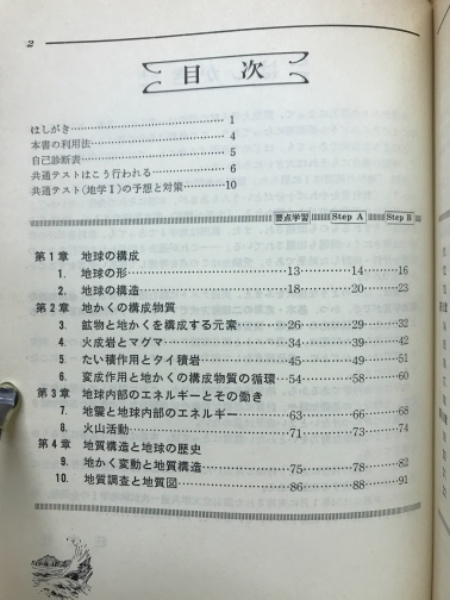 2
目次
はしがき……1
本書の利用法……4
自己診断表……5
共通テストはこう行われる……6
共通テスト(地学Ⅰ)の予想と対策……10
要点学習 Step A Step B
第1章 地球の構成
1. 地球の形……13……14……16
2. 地球の構造……18……20……23
第2章 地かくの構成物質
3. 鉱物と地かくを構成する元素……26……29……32
4. 火成岩とマグマ……34……39……42
5. たい積作用とタイ積岩……45……49……51
6. 変成作用と地かくの構成物質の循環……54……58……60
第3章 地球内部のエネルギーとその働き
7. 地震と地球内部のエネルギー……63……66……68
8. 火山活動……71……73……74
第4章 地質構造と地球の歴史
9. 地かく変動と地質構造……75……78……82
10. 地質調査と地質図……86……88……91